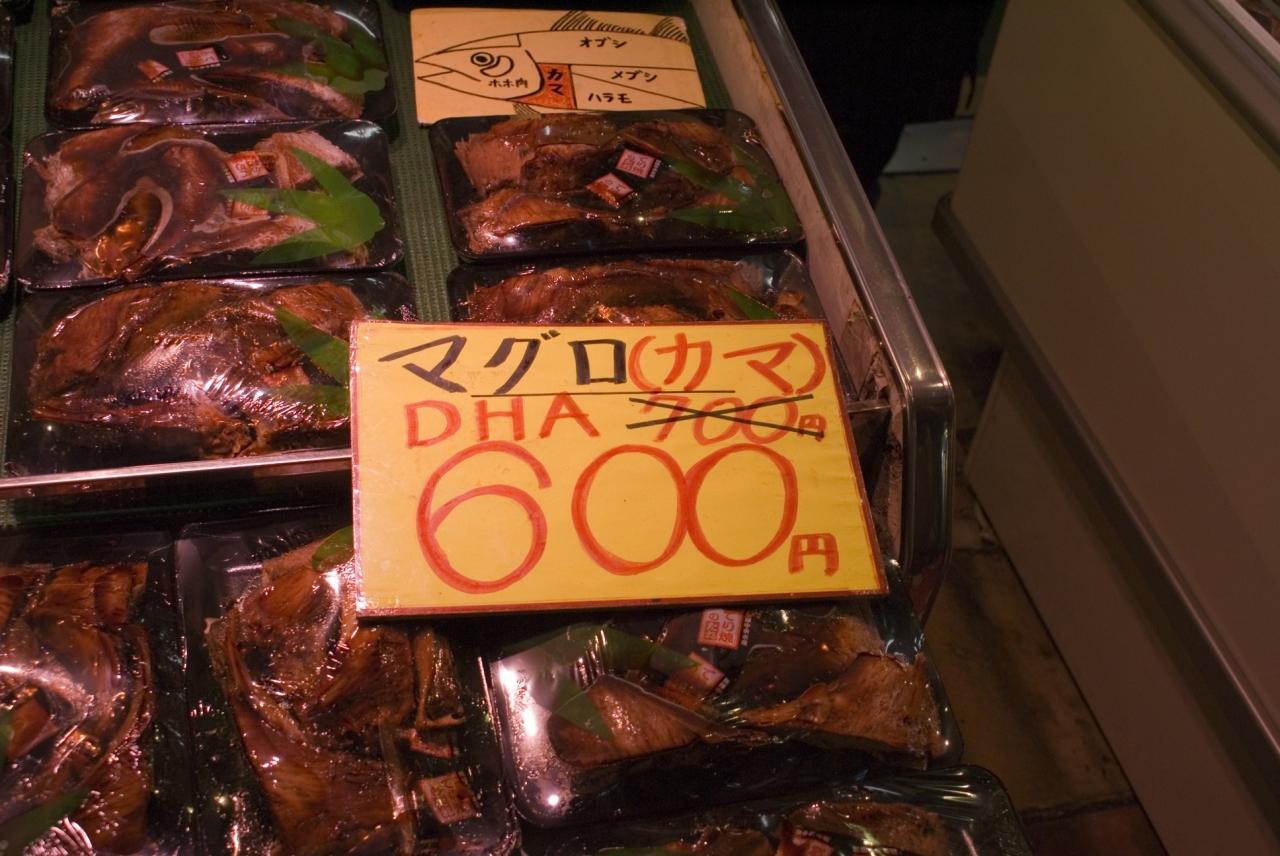 オブシ
カマ
メブシ
ホホ肉
ハラモ
マグロ(カマ)
DHA 700円
600円